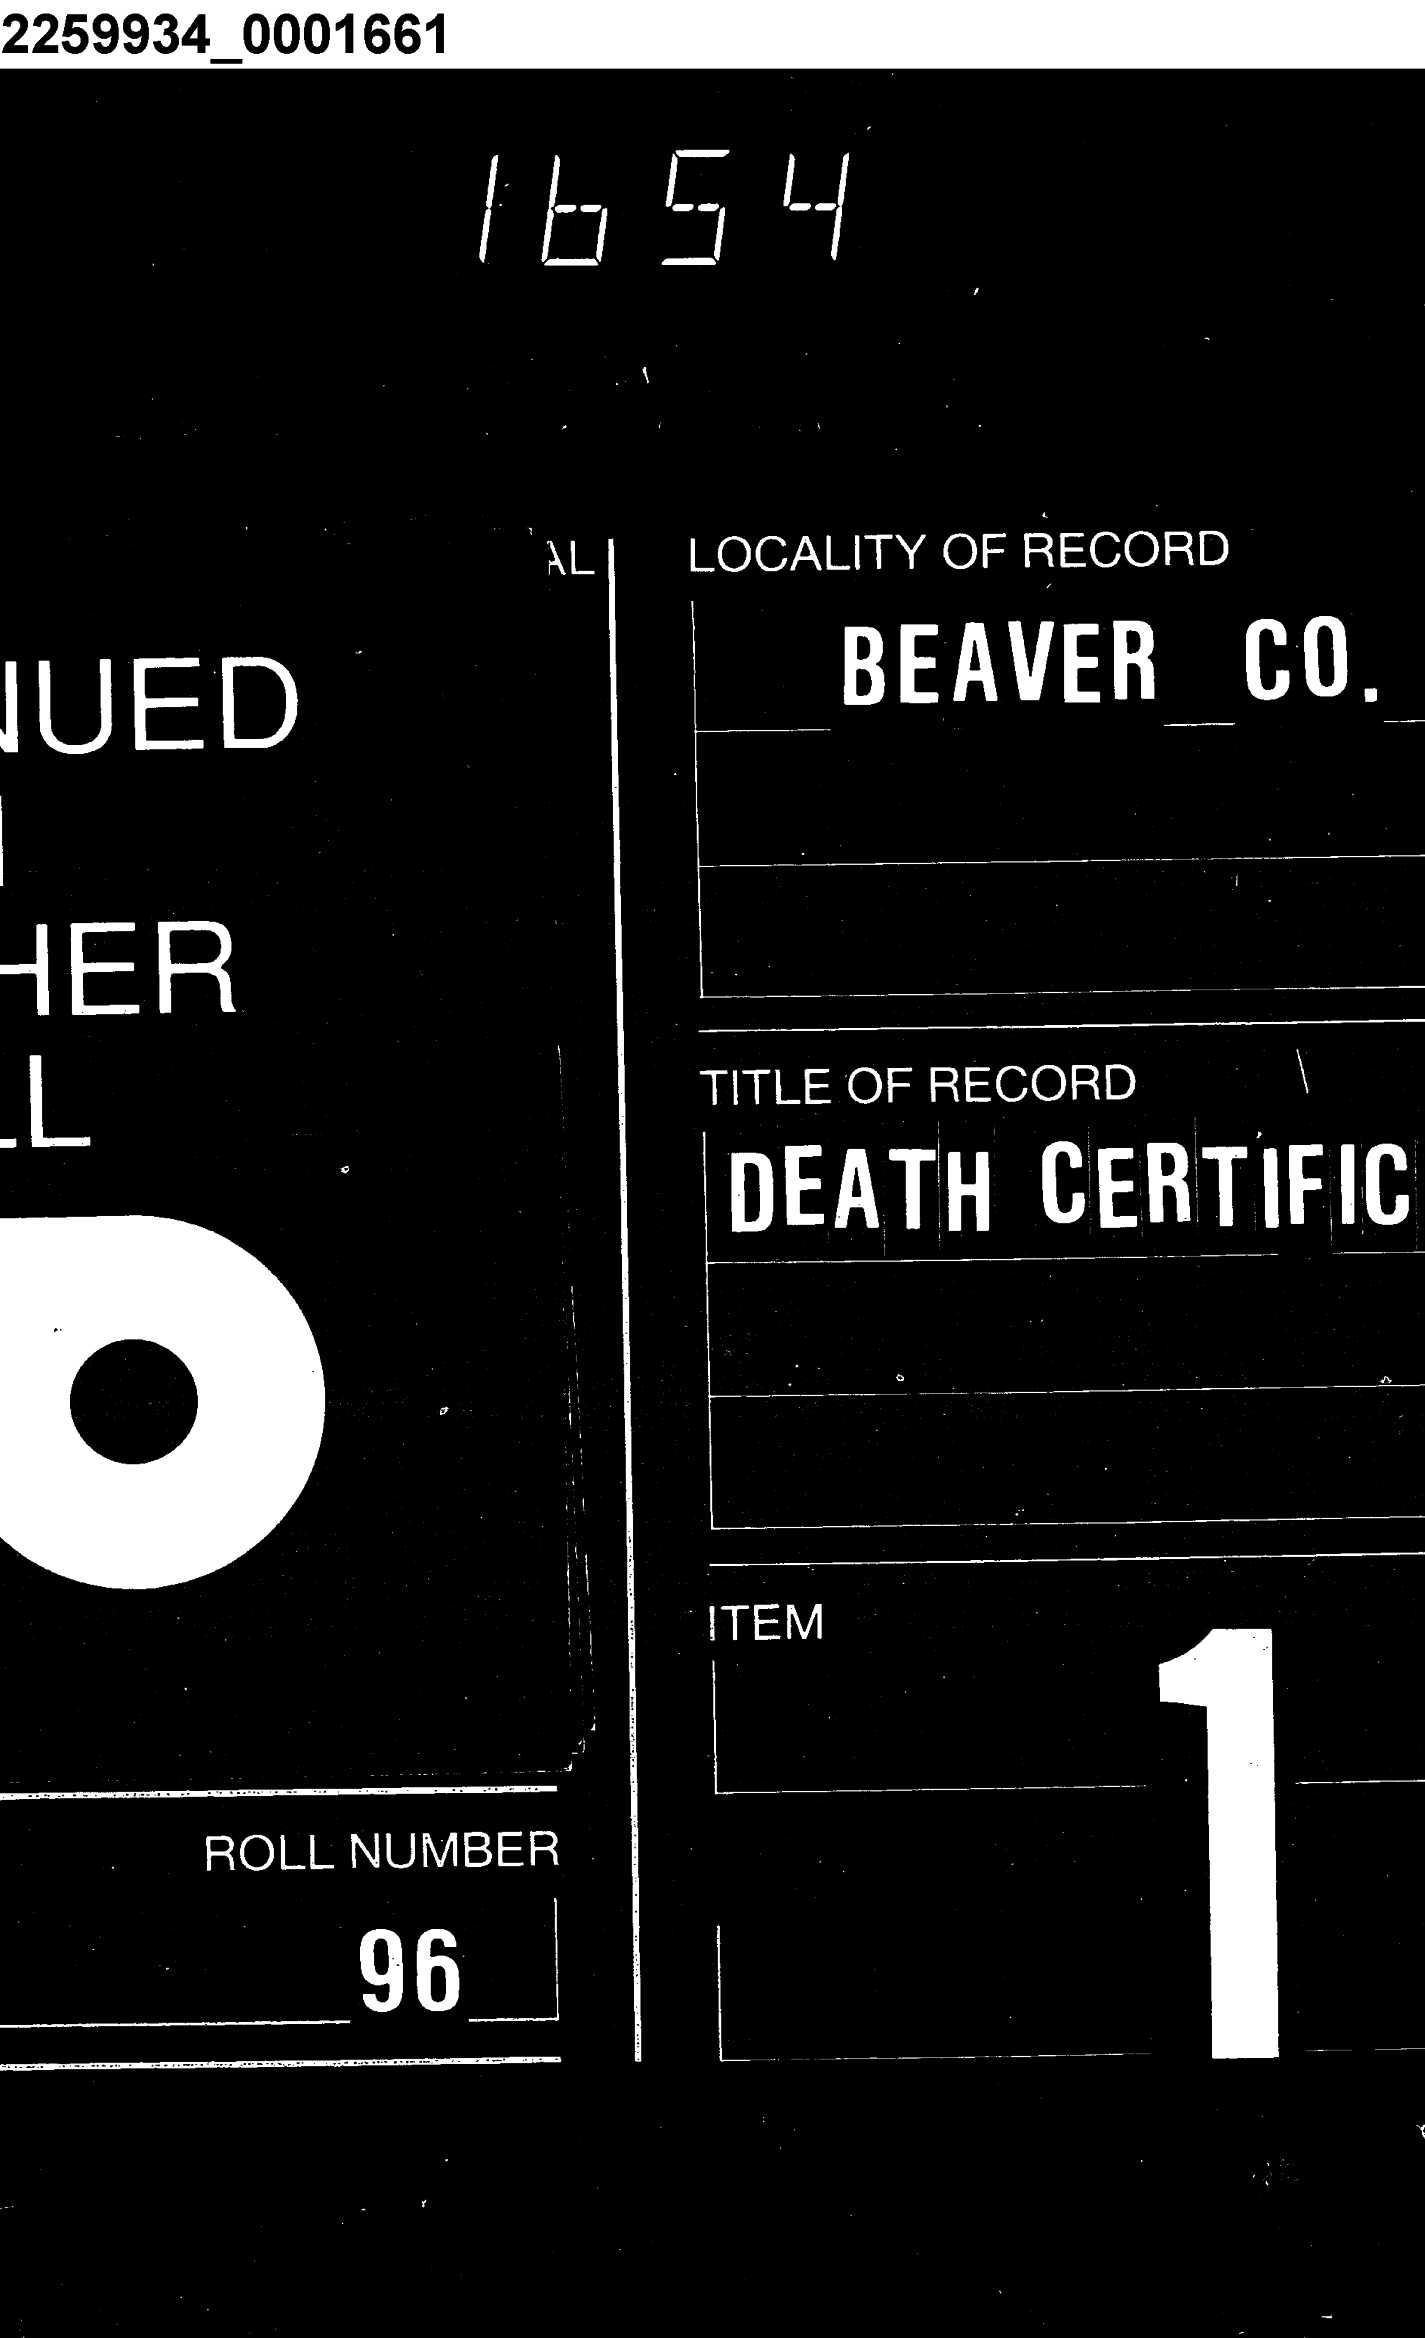 2259934_0001661
1654
AL
NUED
HER
LL
ROLL NUMBER
96
LOCALITY OF RECORD
BEAVER CO.
TITLE OF RECORD
DEATH CERTIFIC
ITEM
1